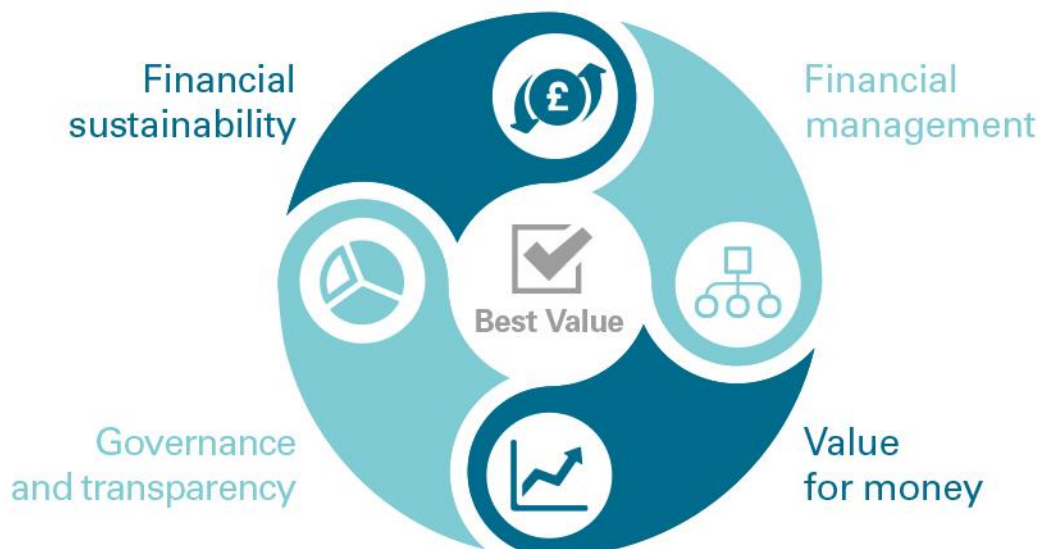 Financial
sustainability
£
Financial
management
Best Value
Governance
and transparency
Value
for money